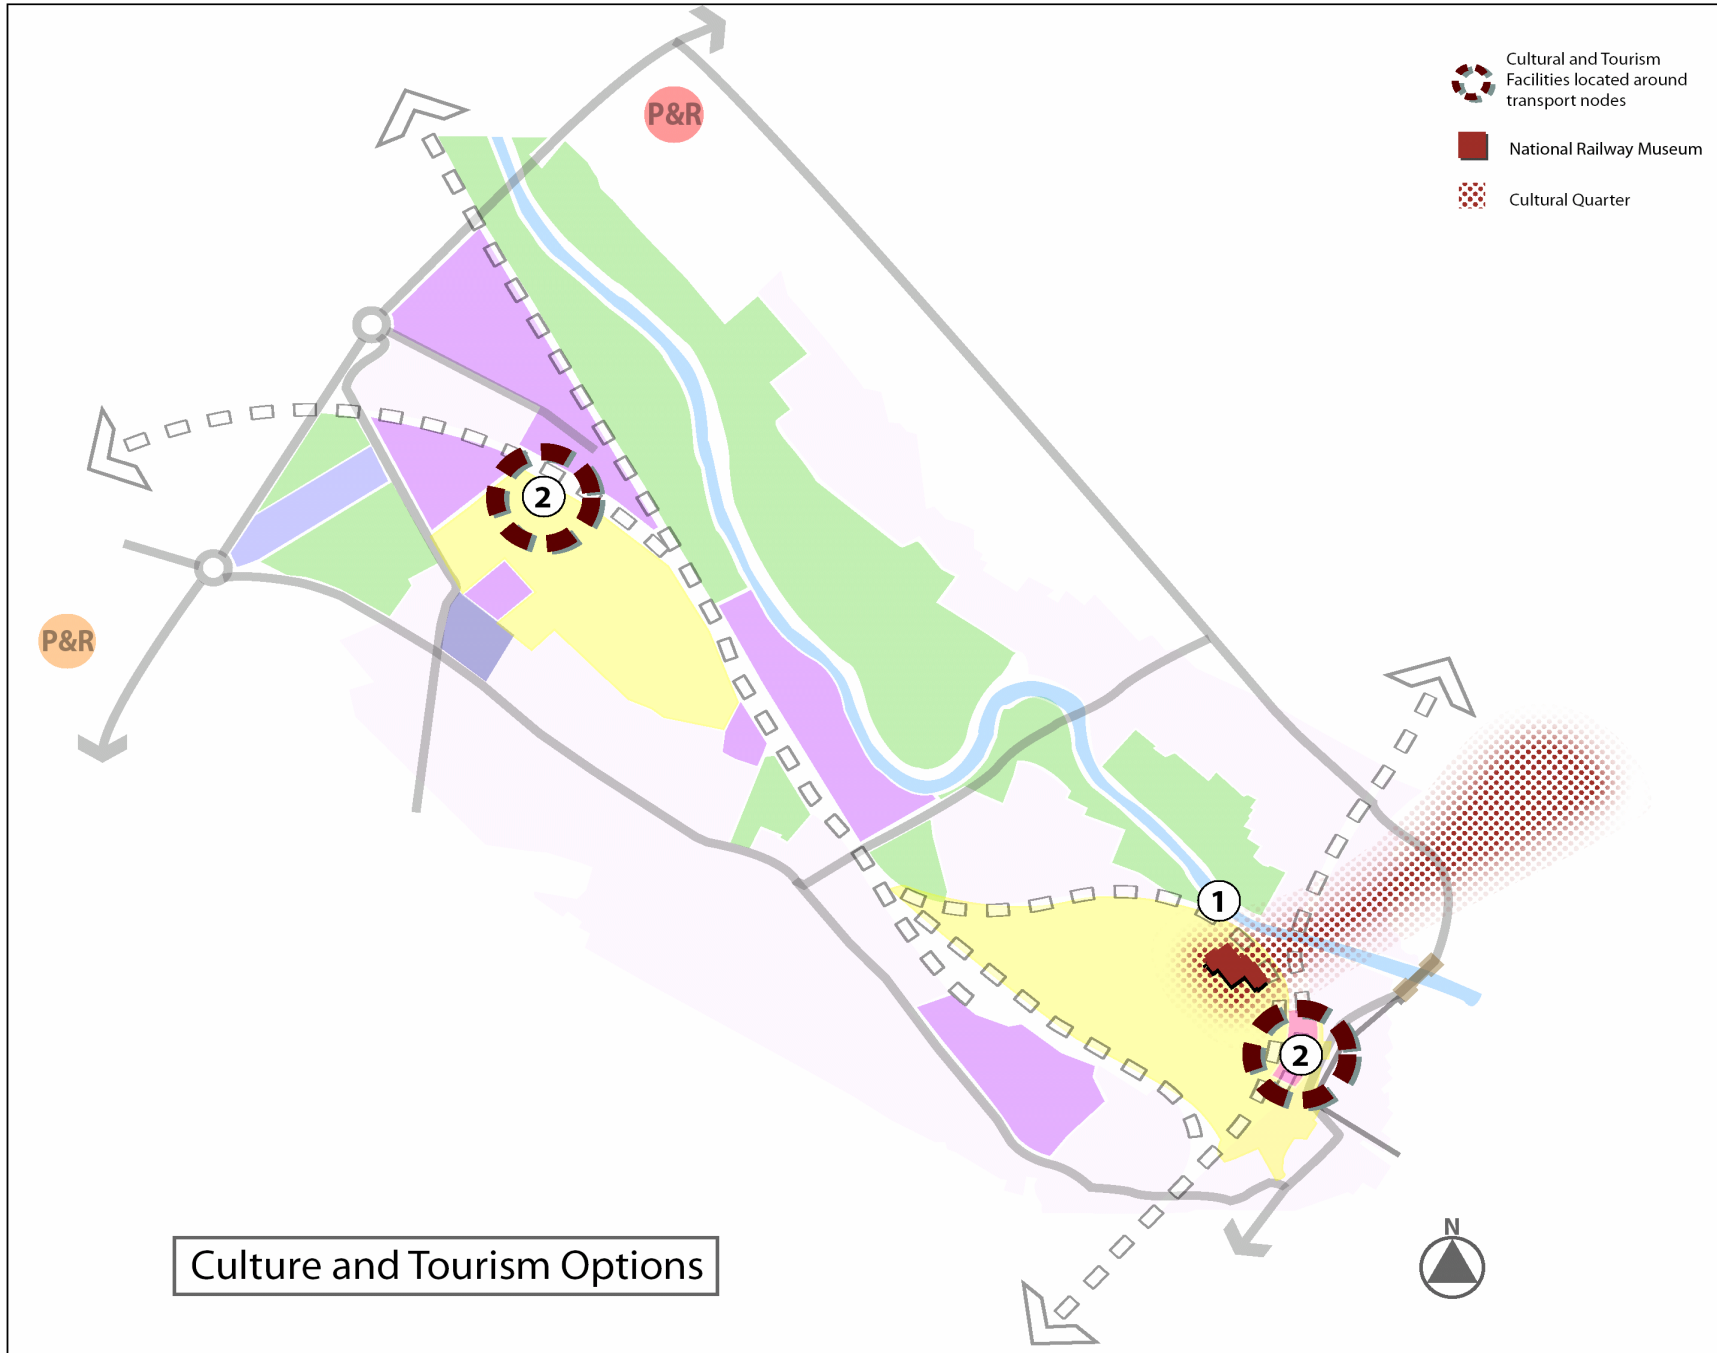 P&R
Cultural and Tourism
Facilities located around
transport nodes
National Railway Museum
Cultural Quarter
2
P&R
1
2
N
Culture and Tourism Options